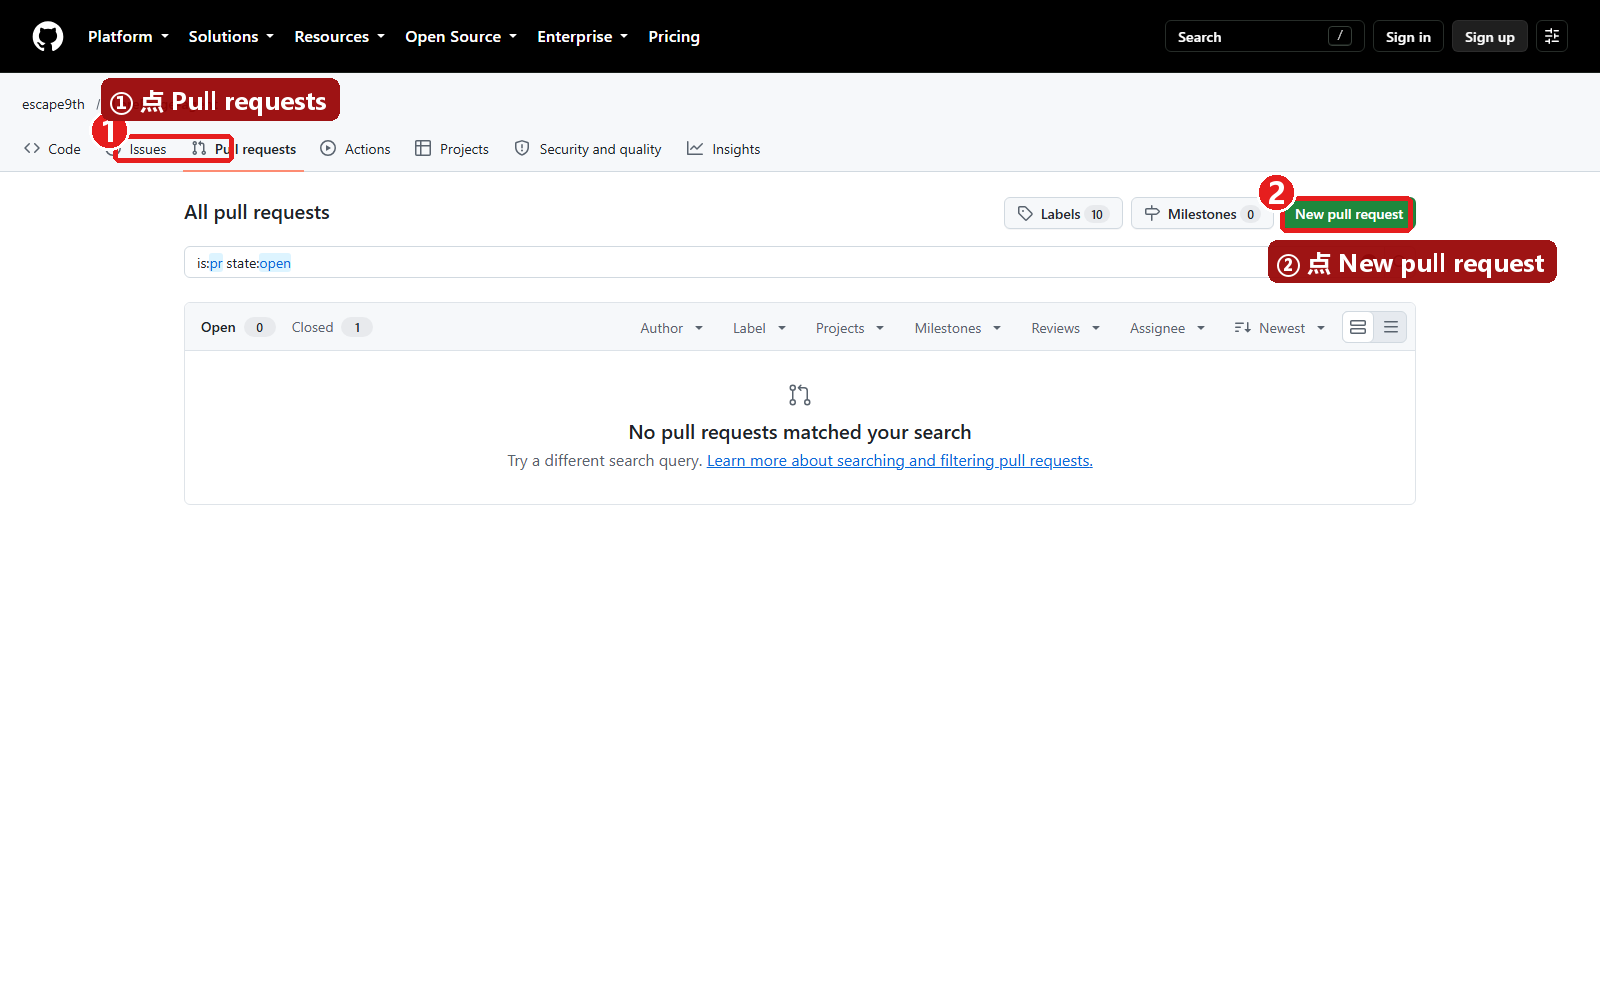 Platform Solutions Resources Open Source Enterprise Pricing Search / Sign in Sign up
escape9th /
① 点 Pull requests
1
Code Issues Pull requests Actions Projects Security and quality Insights
All pull requests
Labels 10 Milestones 0 New pull request
2
is:pr state:open
② 点 New pull request
Open 0 Closed 1 Author Label Projects Milestones Reviews Assignee Newest
No pull requests matched your search
Try a different search query. Learn more about searching and filtering pull requests.